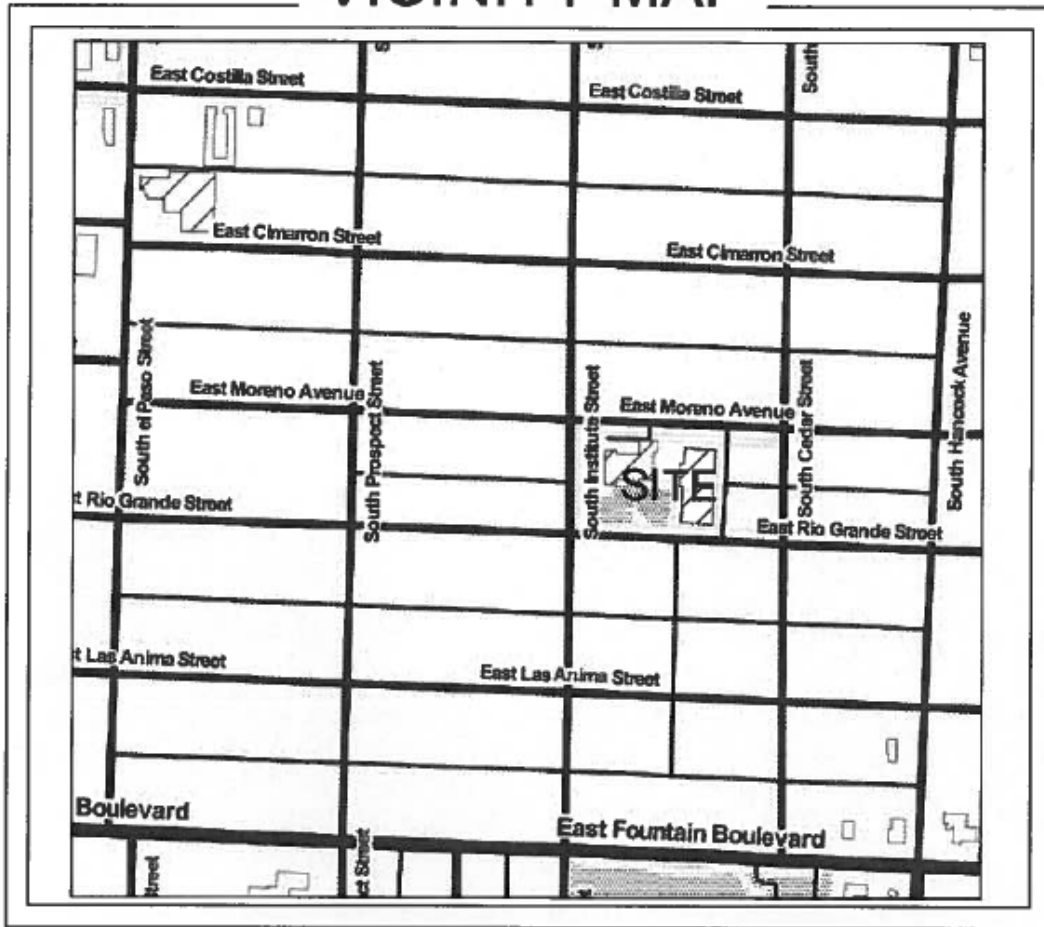 VICINITY MAP
South
East Costilla Street
East Costilla Street
East Cimarron Street
East Cimarron Street
South el Paso Street
South Prospect Street
South Institute Street
South Cedar Street
South Hancock Avenue
East Moreno Avenue
East Moreno Avenue
SITE
t Rio Grande Street
East Rio Grande Street
t Las Anima Street
East Las Anima Street
Boulevard
East Fountain Boulevard
treet
ct Street